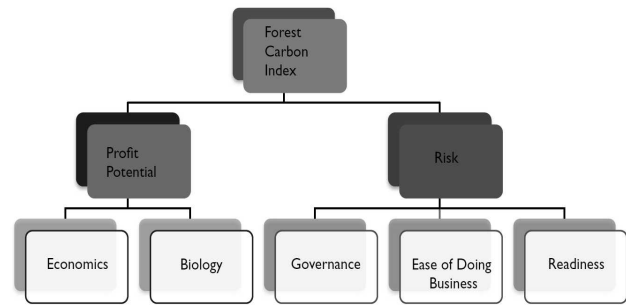 Forest
Carbon
Index
Profit
Potential
Risk
Economics
Biology
Governance
Ease of Doing
Business
Readiness